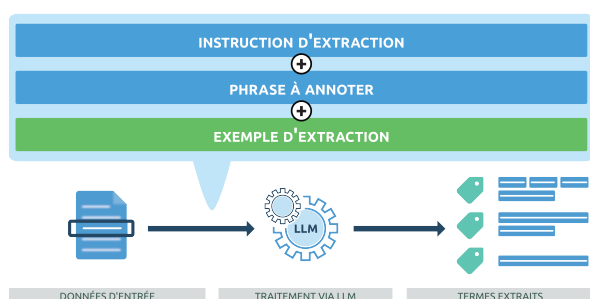 INSTRUCTION D'EXTRACTION
+
PHRASE À ANNOTER
+
EXEMPLE D'EXTRACTION
LLM
DONNÉES D'ENTRÉE
TRAITEMENT VIA LLM
TERMES EXTRAITS